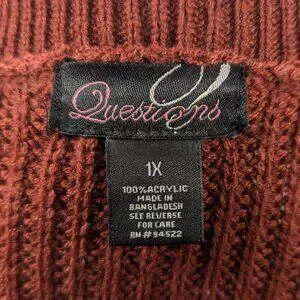 Questions
1X
100% ACRYLIC
MADE IN
BANGLADESH
SEE REVERSE
FOR CARE
RN #94522